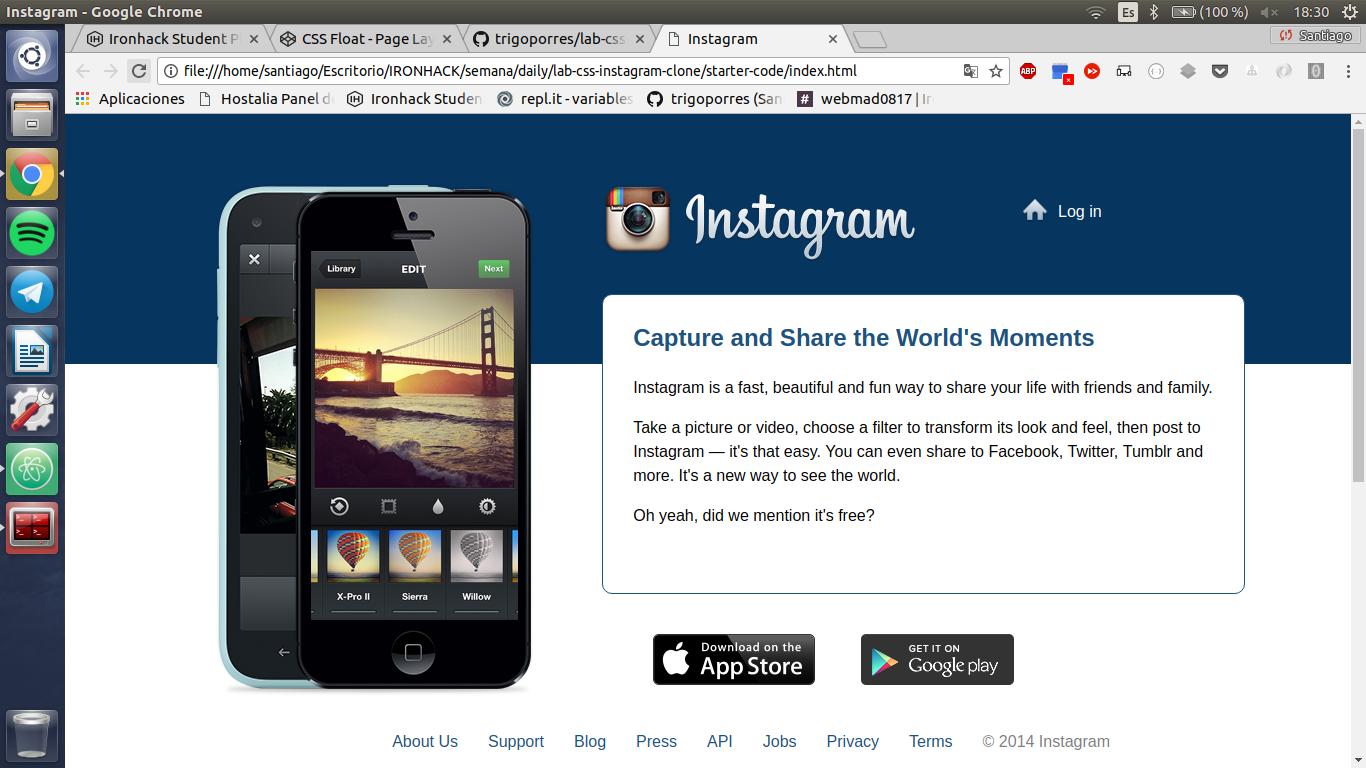 Instagram - Google Chrome
Es
(100 %)
18:30
Ironhack Student P
CSS Float - Page Lay
trigoporres/lab-css
Instagram
Santiago
file:///home/santiago/Escritorio/IRONHACK/semana/daily/lab-css-instagram-clone/starter-code/index.html
ABP
Aplicaciones
Hostalia Panel de
Ironhack Studen
repl.it - variables
trigoporres (San
webmad0817 | Ir
Instagram
Log in
Library
EDIT
Next
Capture and Share the World's Moments
Instagram is a fast, beautiful and fun way to share your life with friends and family.
Take a picture or video, choose a filter to transform its look and feel, then post to
Instagram — it's that easy. You can even share to Facebook, Twitter, Tumblr and
more. It's a new way to see the world.
Oh yeah, did we mention it's free?
X-Pro II
Sierra
Willow
Download on the
App Store
GET IT ON
Google play
About Us
Support
Blog
Press
API
Jobs
Privacy
Terms
© 2014 Instagram